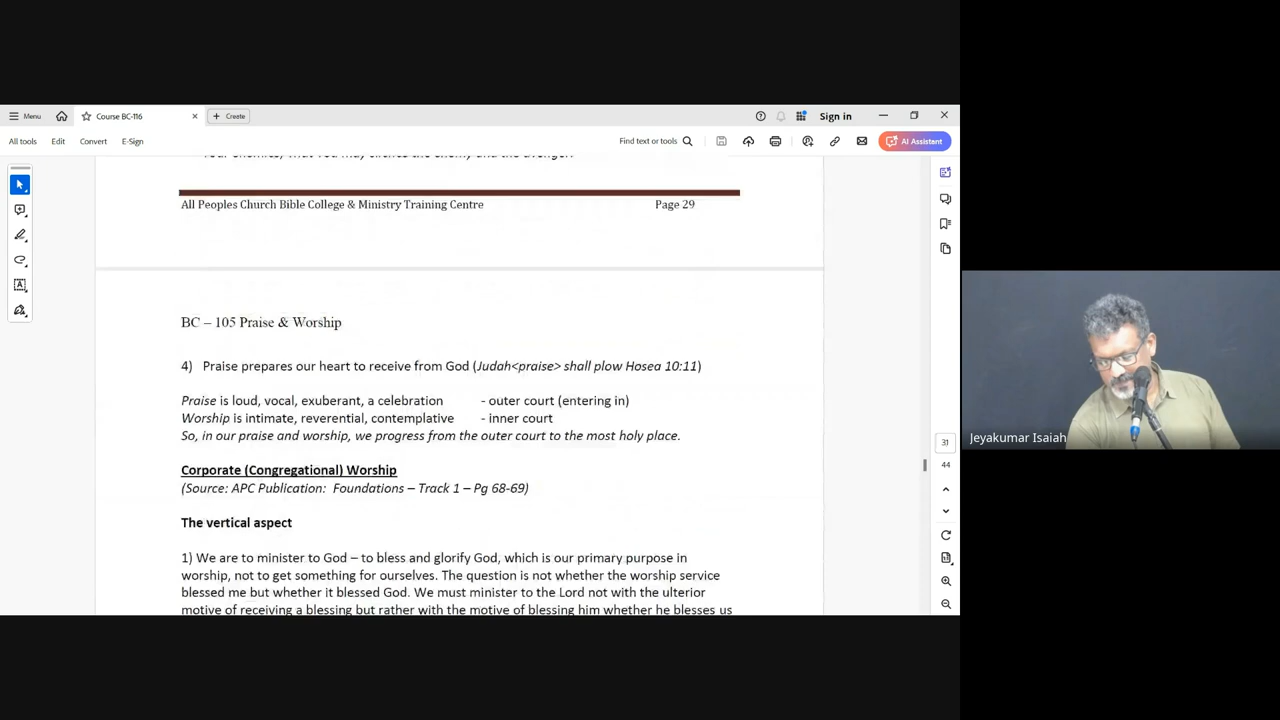 Menu
Course BC-116
Create
Sign in
All tools
Edit
Convert
E-Sign
Find text or tools
AI Assistant
All Peoples Church Bible College & Ministry Training Centre Page 29
BC – 105 Praise & Worship
4) Praise prepares our heart to receive from God (Judah<praise> shall plow Hosea 10:11)
Praise is loud, vocal, exuberant, a celebration - outer court (entering in)
Worship is intimate, reverential, contemplative - inner court
So, in our praise and worship, we progress from the outer court to the most holy place.
Corporate (Congregational) Worship
(Source: APC Publication: Foundations – Track 1 – Pg 68-69)
The vertical aspect
1) We are to minister to God – to bless and glorify God, which is our primary purpose in
worship, not to get something for ourselves. The question is not whether the worship service
blessed me but whether it blessed God. We must minister to the Lord not with the ulterior
motive of receiving a blessing but rather with the motive of blessing him whether he blesses us
31
44
Jeyakumar Isaiah